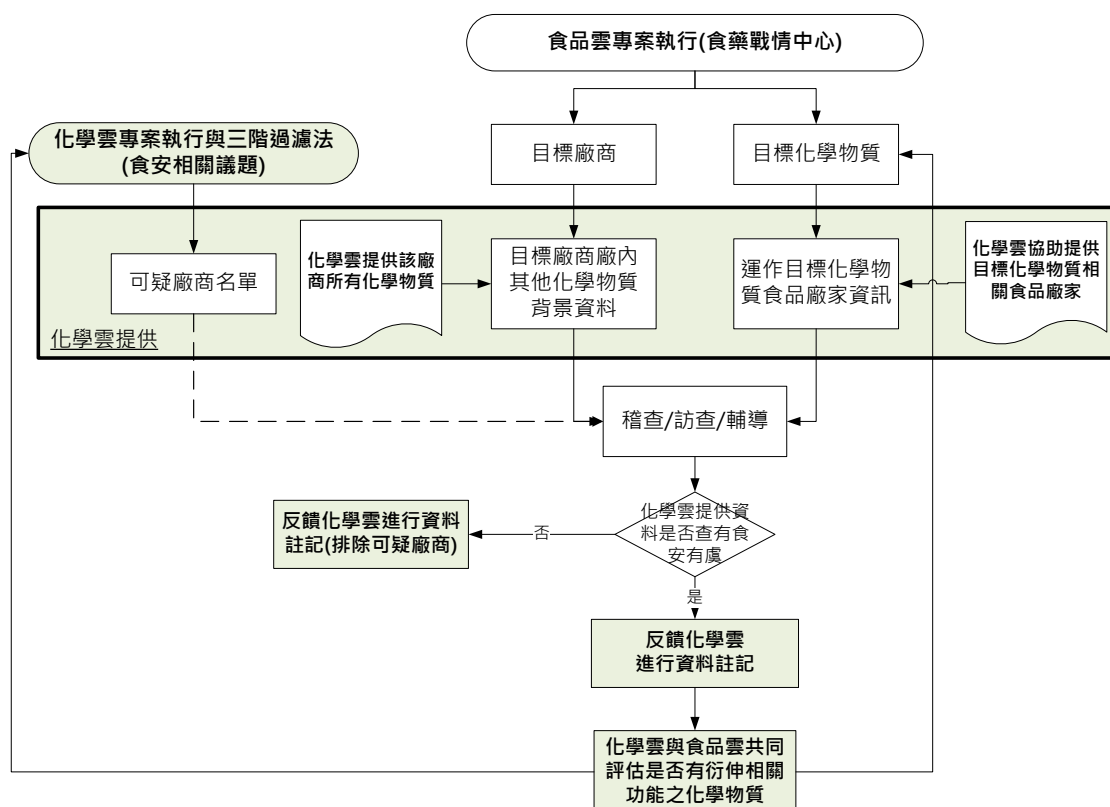 食品雲專案執行(食藥戰情中心)
化學雲專案執行與三階過濾法
(食安相關議題)
目標廠商
目標化學物質
可疑廠商名單
化學雲提供該廠
商所有化學物質
目標廠商廠內
其他化學物質
背景資料
運作目標化學物
質食品廠家資訊
化學雲協助提供
目標化學物質相
關食品廠家
化學雲提供
稽查/訪查/輔導
化學雲提供資
料是否查有食
安有虞
否
反饋化學雲進行資料
註記(排除可疑廠商)
是
反饋化學雲
進行資料註記
化學雲與食品雲共同
評估是否有衍伸相關
功能之化學物質